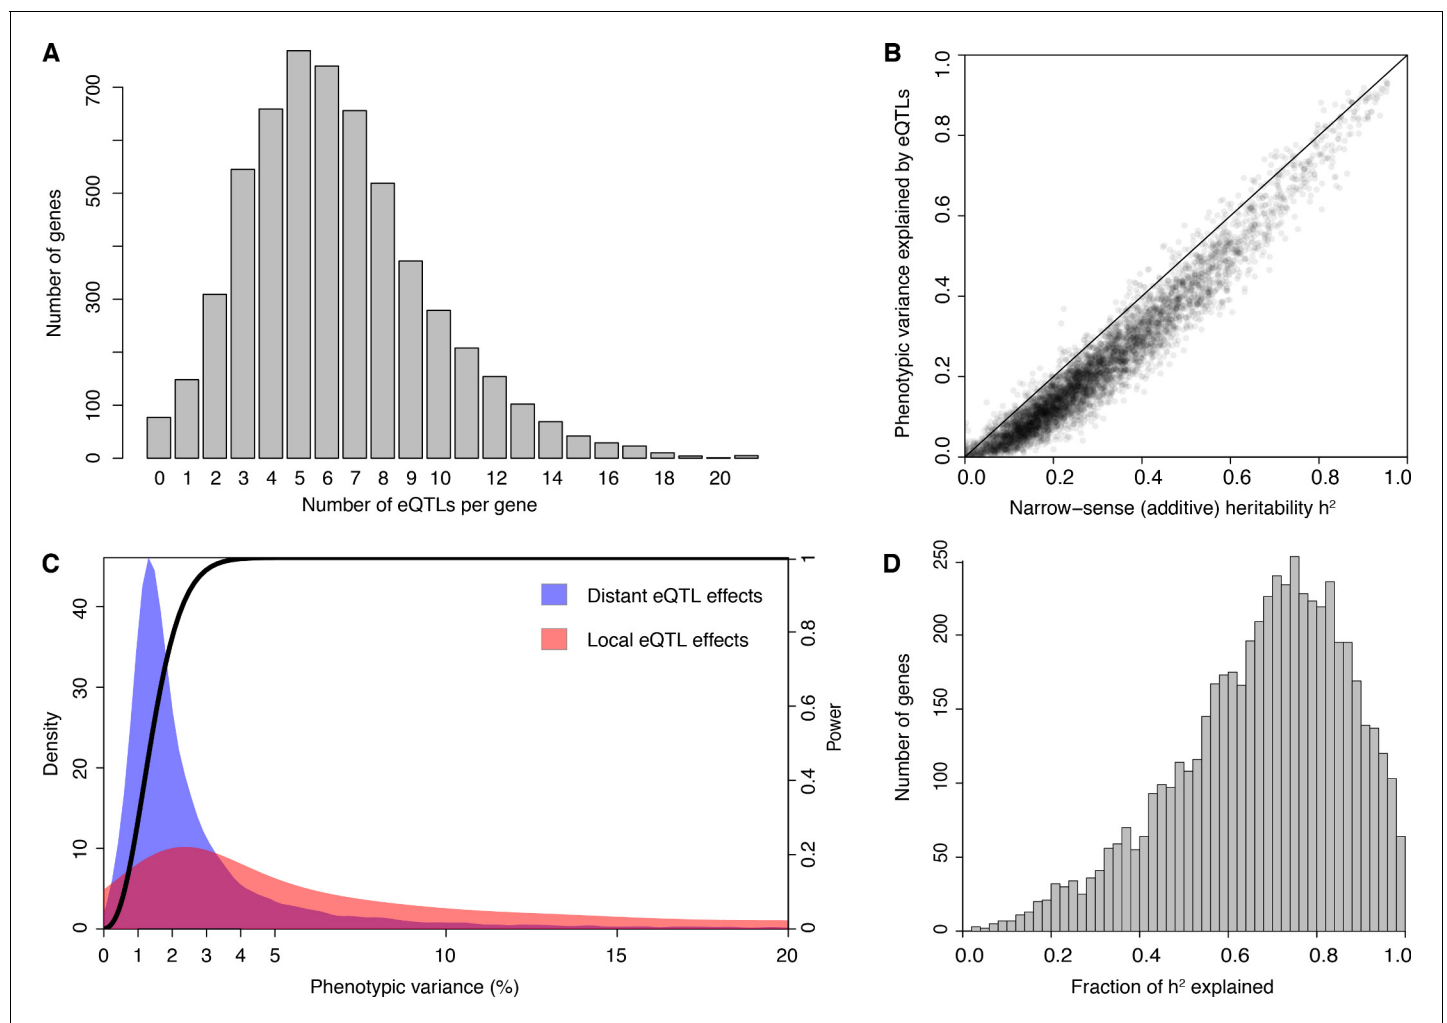 A
Number of genes
700
500
300
100
0
0 1 2 3 4 5 6 7 8 9 10 12 14 16 18 20
Number of eQTLs per gene
B
Phenotypic variance explained by eQTLs
1.0
0.8
0.6
0.4
0.2
0.0
0.0 0.2 0.4 0.6 0.8 1.0
Narrow−sense (additive) heritability h²
C
Density
40
30
20
10
0
Distant eQTL effects
Local eQTL effects
1
0.8
0.6
0.4
0.2
0
Power
0 1 2 3 4 5 10 15 20
Phenotypic variance (%)
D
Number of genes
250
200
150
100
50
0
0.0 0.2 0.4 0.6 0.8 1.0
Fraction of h² explained